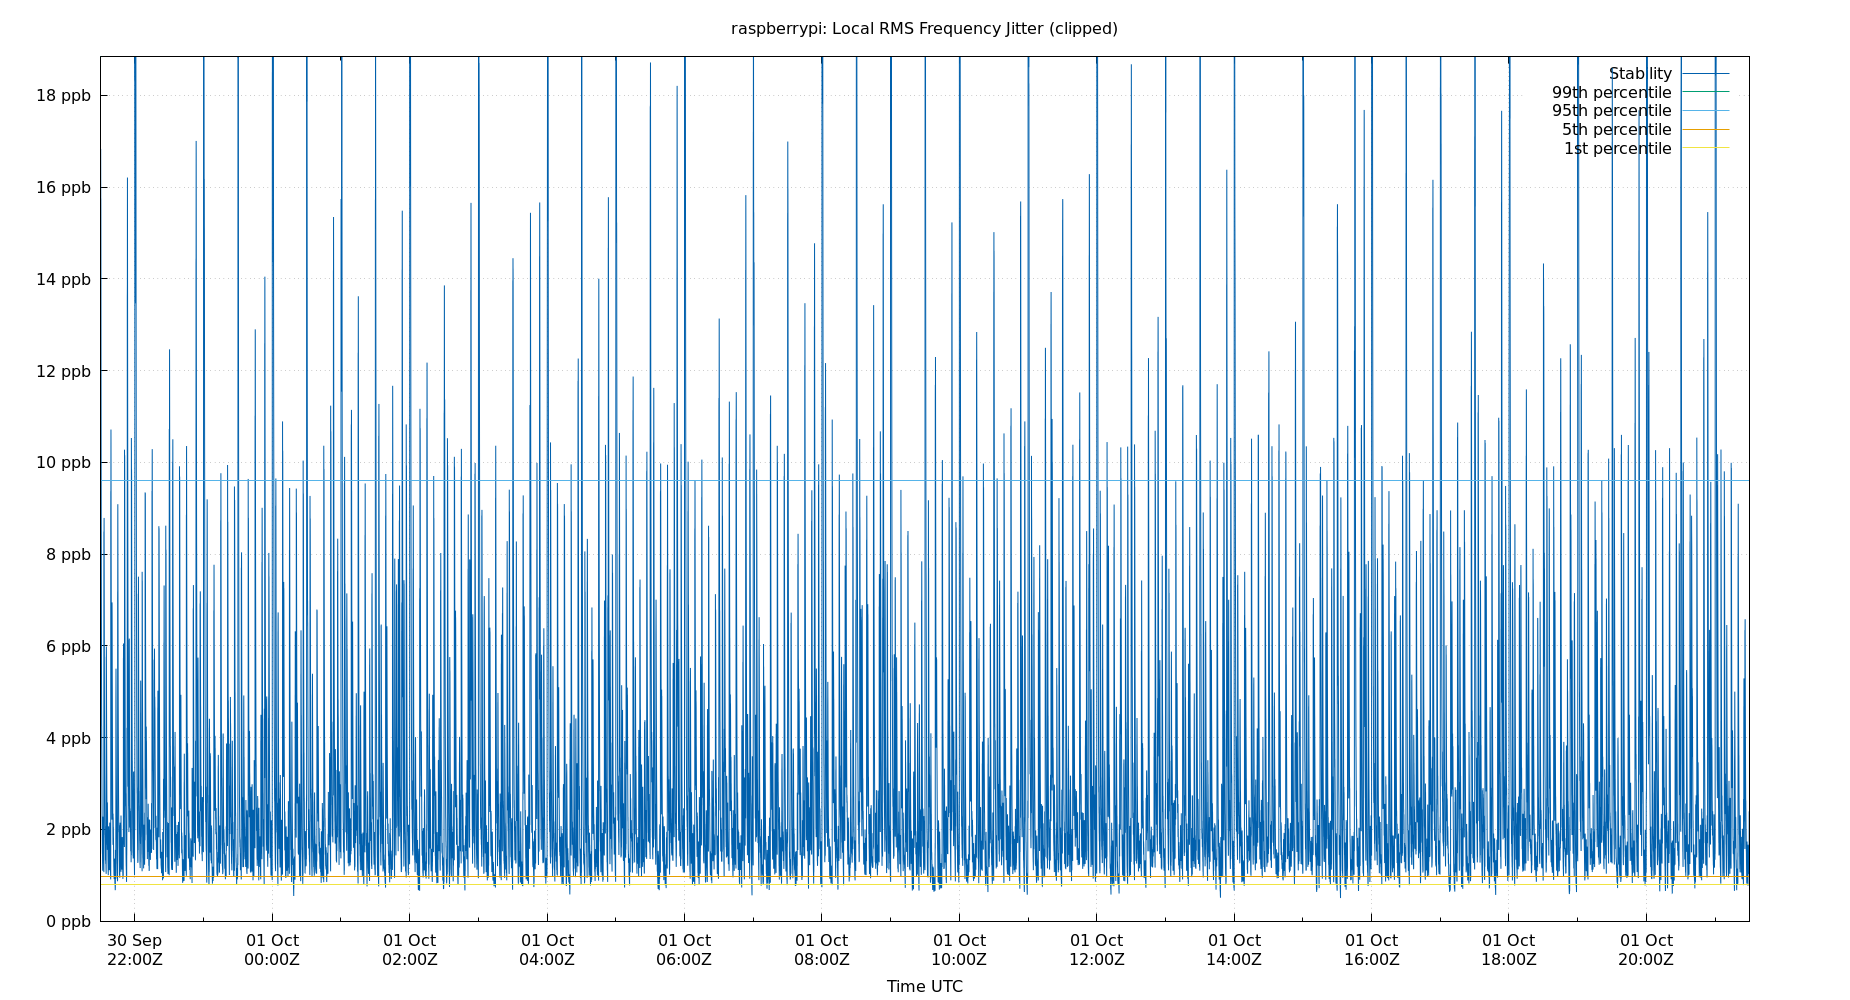 raspberrypi: Local RMS Frequency Jitter (clipped)
Stability
99th percentile
95th percentile
5th percentile
1st percentile
18 ppb
16 ppb
14 ppb
12 ppb
10 ppb
8 ppb
6 ppb
4 ppb
2 ppb
0 ppb
30 Sep 01 Oct 01 Oct 01 Oct 01 Oct 01 Oct 01 Oct 01 Oct 01 Oct 01 Oct 01 Oct 01 Oct
22:00Z 00:00Z 02:00Z 04:00Z 06:00Z 08:00Z 10:00Z 12:00Z 14:00Z 16:00Z 18:00Z 20:00Z
Time UTC